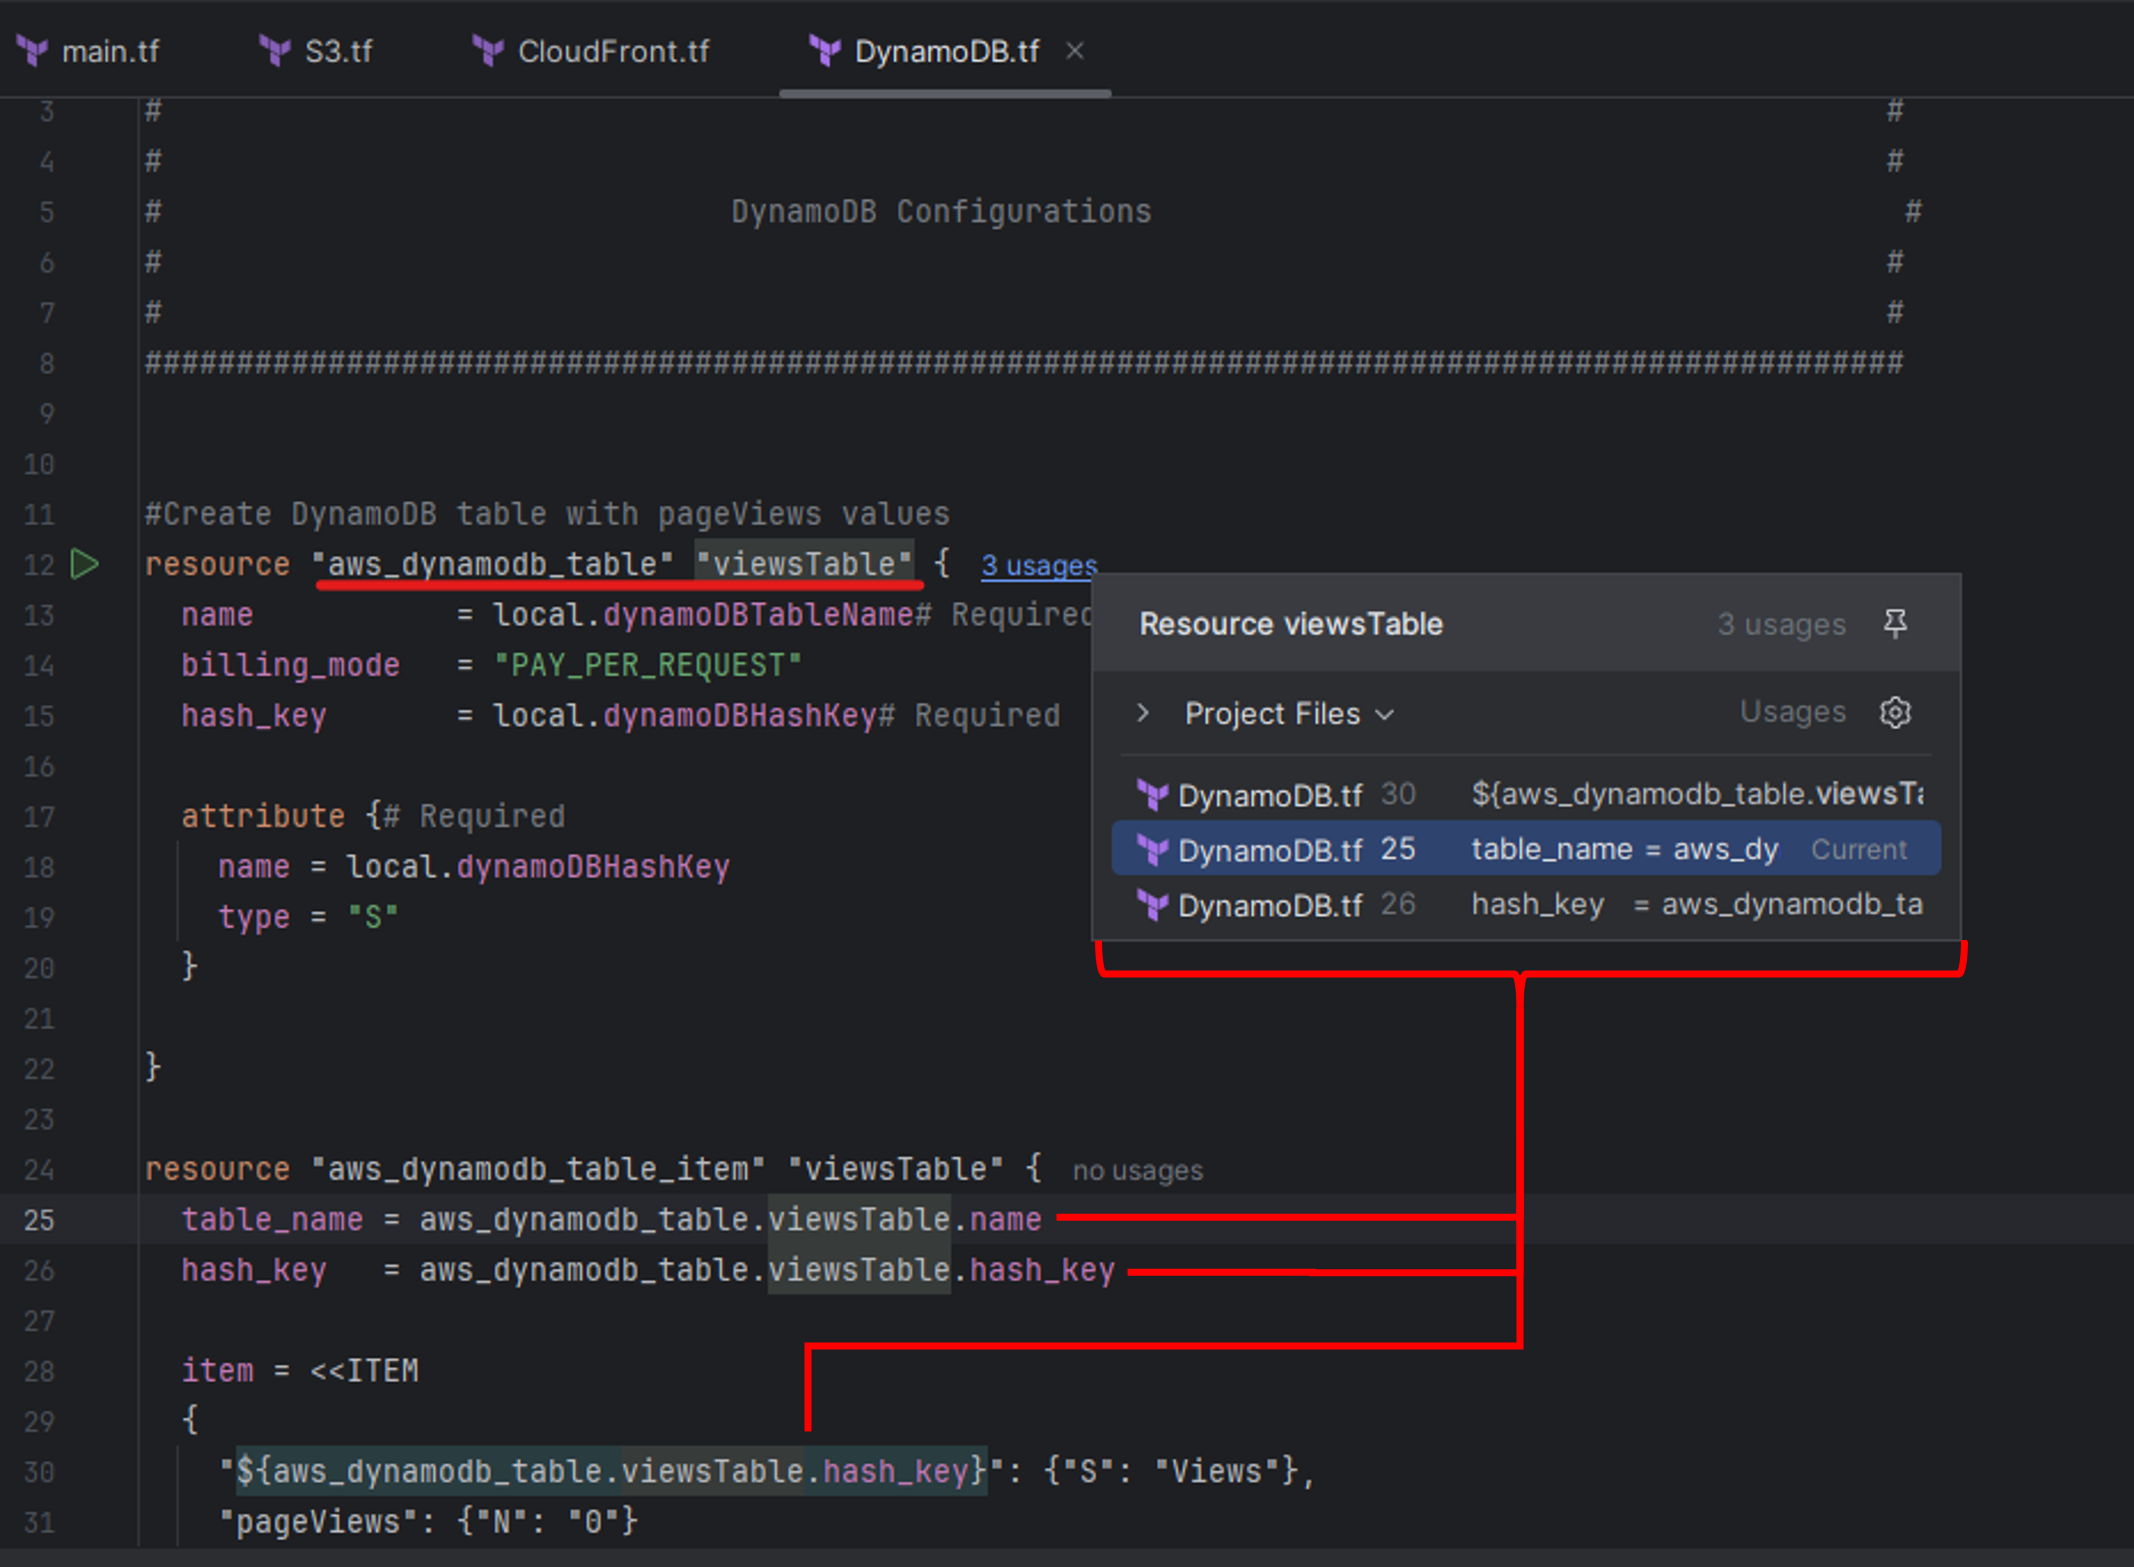 main.tf S3.tf CloudFront.tf DynamoDB.tf
3 # #
4 # #
5 # DynamoDB Configurations #
6 # #
7 # #
8 ################################################################################################
9
10
11 #Create DynamoDB table with pageViews values
12 resource "aws_dynamodb_table" "viewsTable" { 3 usages
13 name = local.dynamoDBTableName# Required
14 billing_mode = "PAY_PER_REQUEST"
15 hash_key = local.dynamoDBHashKey# Required
16
17 attribute {# Required
18 name = local.dynamoDBHashKey
19 type = "S"
20 }
21
22 }
23
24 resource "aws_dynamodb_table_item" "viewsTable" { no usages
25 table_name = aws_dynamodb_table.viewsTable.name
26 hash_key = aws_dynamodb_table.viewsTable.hash_key
27
28 item = <<ITEM
29 {
30 "${aws_dynamodb_table.viewsTable.hash_key}": {"S": "Views"},
31 "pageViews": {"N": "0"}
Resource viewsTable 3 usages
Project Files Usages
DynamoDB.tf 30 ${aws_dynamodb_table.viewsTa
DynamoDB.tf 25 table_name = aws_dy Current
DynamoDB.tf 26 hash_key = aws_dynamodb_ta